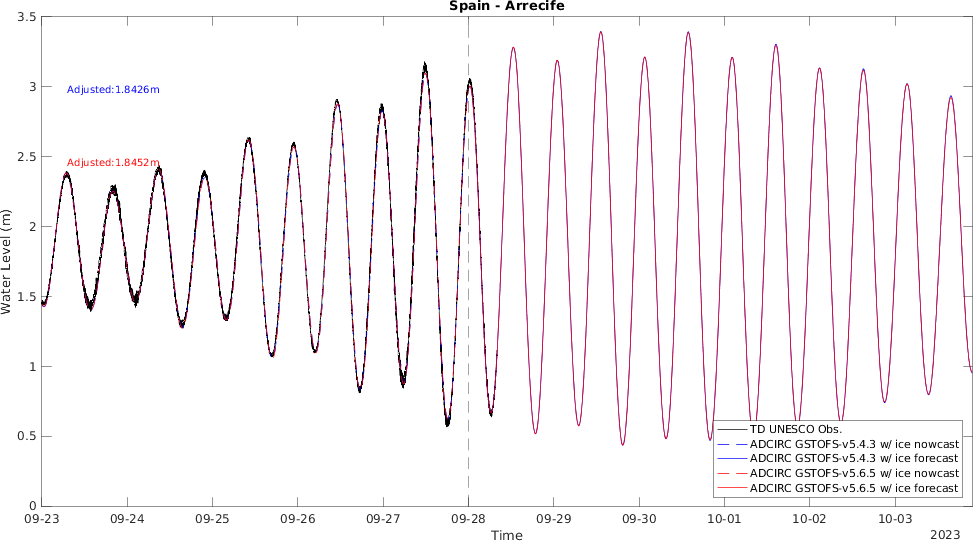 Spain - Arrecife
3.5
3
2.5
2
1.5
1
0.5
0
Water Level (m)
Adjusted:1.8426m
Adjusted:1.8452m
TD UNESCO Obs.
ADCIRC GSTOFS-v5.4.3 w/ ice nowcast
ADCIRC GSTOFS-v5.4.3 w/ ice forecast
ADCIRC GSTOFS-v5.6.5 w/ ice nowcast
ADCIRC GSTOFS-v5.6.5 w/ ice forecast
09-23 09-24 09-25 09-26 09-27 09-28 09-29 09-30 10-01 10-02 10-03
Time
2023